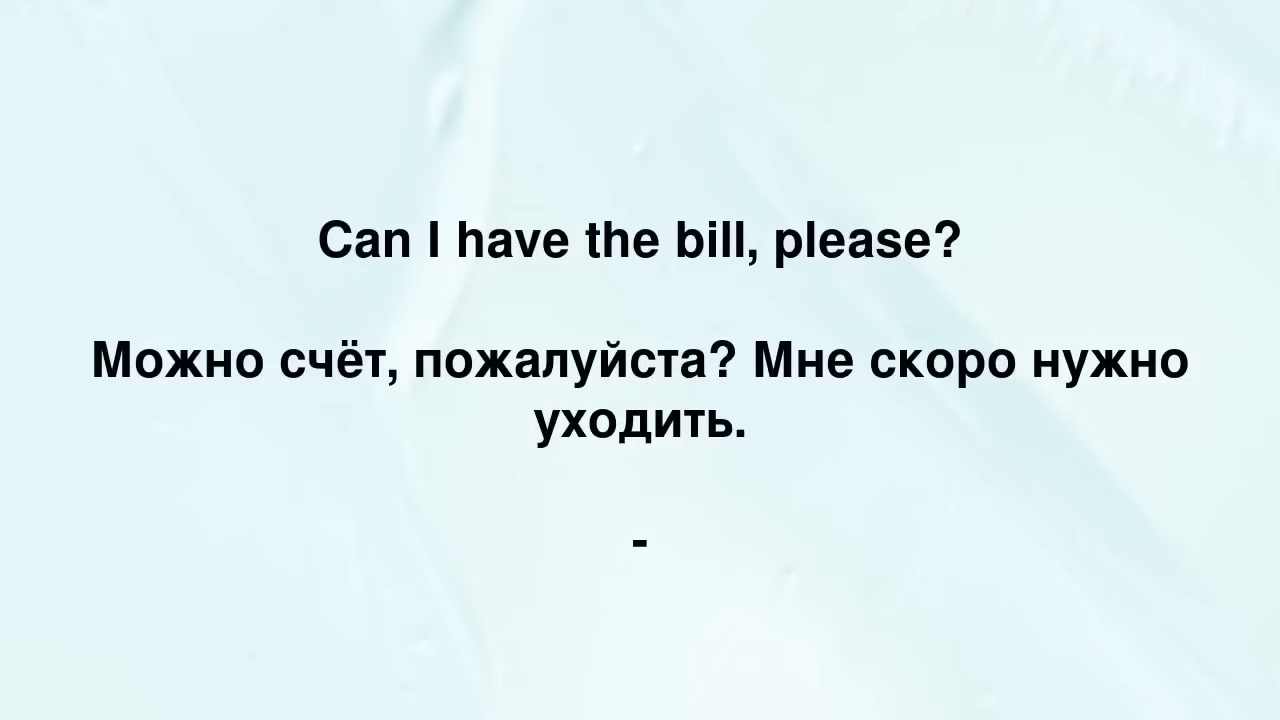 Can I have the bill, please?
Можно счёт, пожалуйста? Мне скоро нужно
уходить.
-